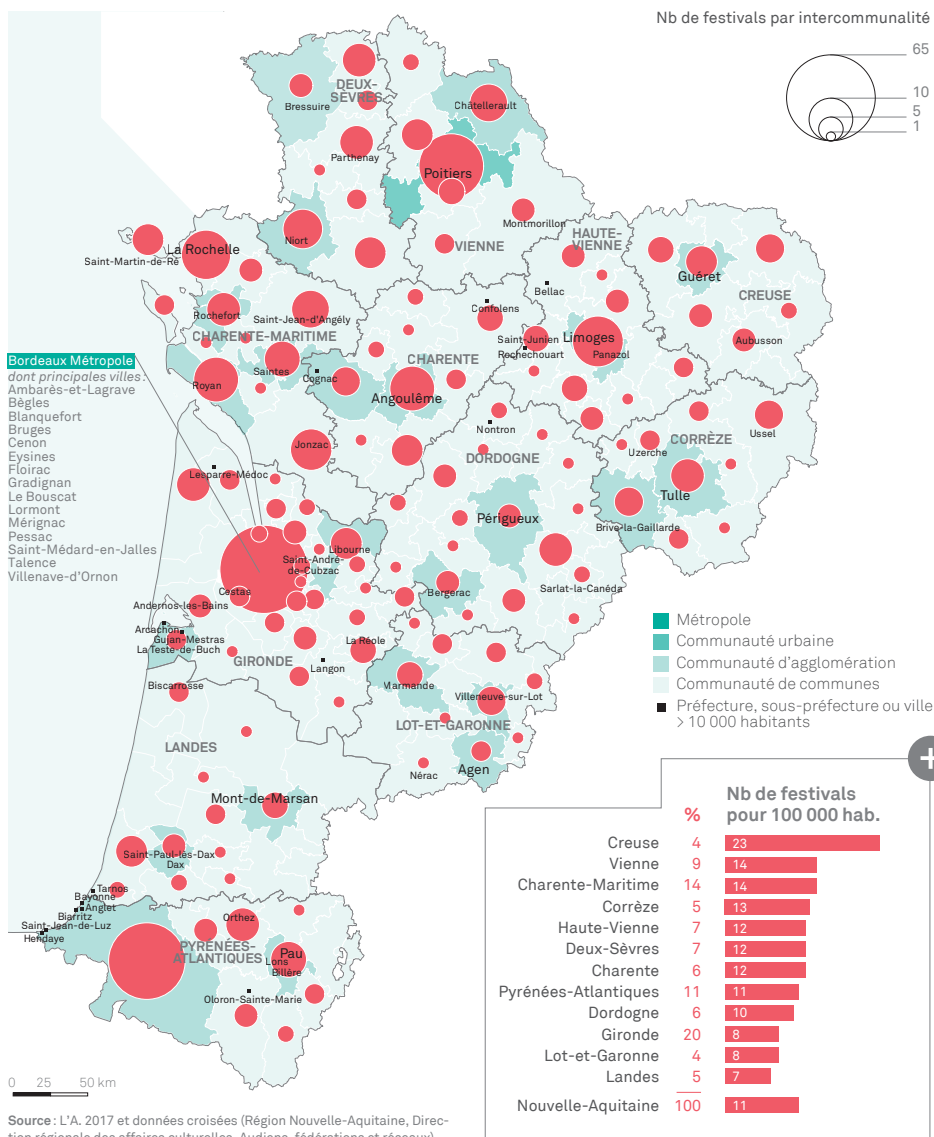 Nb de festivals par intercommunalité
65
10
5
1
DEUX-
SÈVRES
Bressuire
Châtellerault
Parthenay
Poitiers
Montmorillon
Niort
VIENNE
HAUTE-
VIENNE
La Rochelle
Saint-Martin-de-Ré
Guéret
Bellac
CREUSE
Rochefort
Saint-Jean-d'Angély
Confolens
CHARENTE-MARITIME
Saint-Junien
Limoges
Aubusson
Rochechouart
Panazol
Bordeaux Métropole
dont principales villes :
Ambarès-et-Lagrave
Bègles
Blanquefort
Bruges
Cenon
Eysines
Floirac
Gradignan
Le Bouscat
Lormont
Mérignac
Pessac
Saint-Médard-en-Jalles
Talence
Villenave-d'Ornon
CHARENTE
Saintes
Cognac
Royan
Angoulême
Nontron
Jonzac
DORDOGNE
CORRÈZE
Ussel
Uzerche
Lesparre-Médoc
Tulle
Périgueux
Brive-la-Gaillarde
Libourne
Saint-André-
de-Cubzac
Cestas
Bergerac
Sarlat-la-Canéda
Andernos-les-Bains
Arcachon
Gujan-Mestras
La Teste-de-Buch
La Réole
GIRONDE
Langon
Biscarrosse
Marmande
Villeneuve-sur-Lot
LOT-ET-GARONNE
LANDES
Nérac
Agen
Mont-de-Marsan
Saint-Paul-lès-Dax
Dax
Tarnos
Bayonne
Anglet
Biarritz
Saint-Jean-de-Luz
Hendaye
Orthez
PYRÉNÉES-
ATLANTIQUES
Pau
Lons
Billère
Oloron-Sainte-Marie
Métropole
Communauté urbaine
Communauté d'agglomération
Communauté de communes
Préfecture, sous-préfecture ou ville
> 10 000 habitants
+
% Nb de festivals
pour 100 000 hab.
Creuse 4 23
Vienne 9 14
Charente-Maritime 14 14
Corrèze 5 13
Haute-Vienne 7 12
Deux-Sèvres 7 12
Charente 6 12
Pyrénées-Atlantiques 11 11
Dordogne 6 10
Gironde 20 8
Lot-et-Garonne 4 8
Landes 5 7
Nouvelle-Aquitaine 100 11
0 25 50 km
Source : L'A. 2017 et données croisées (Région Nouvelle-Aquitaine, Direc-
tion régionale des affaires culturelles, Audiens, fédérations et réseaux)